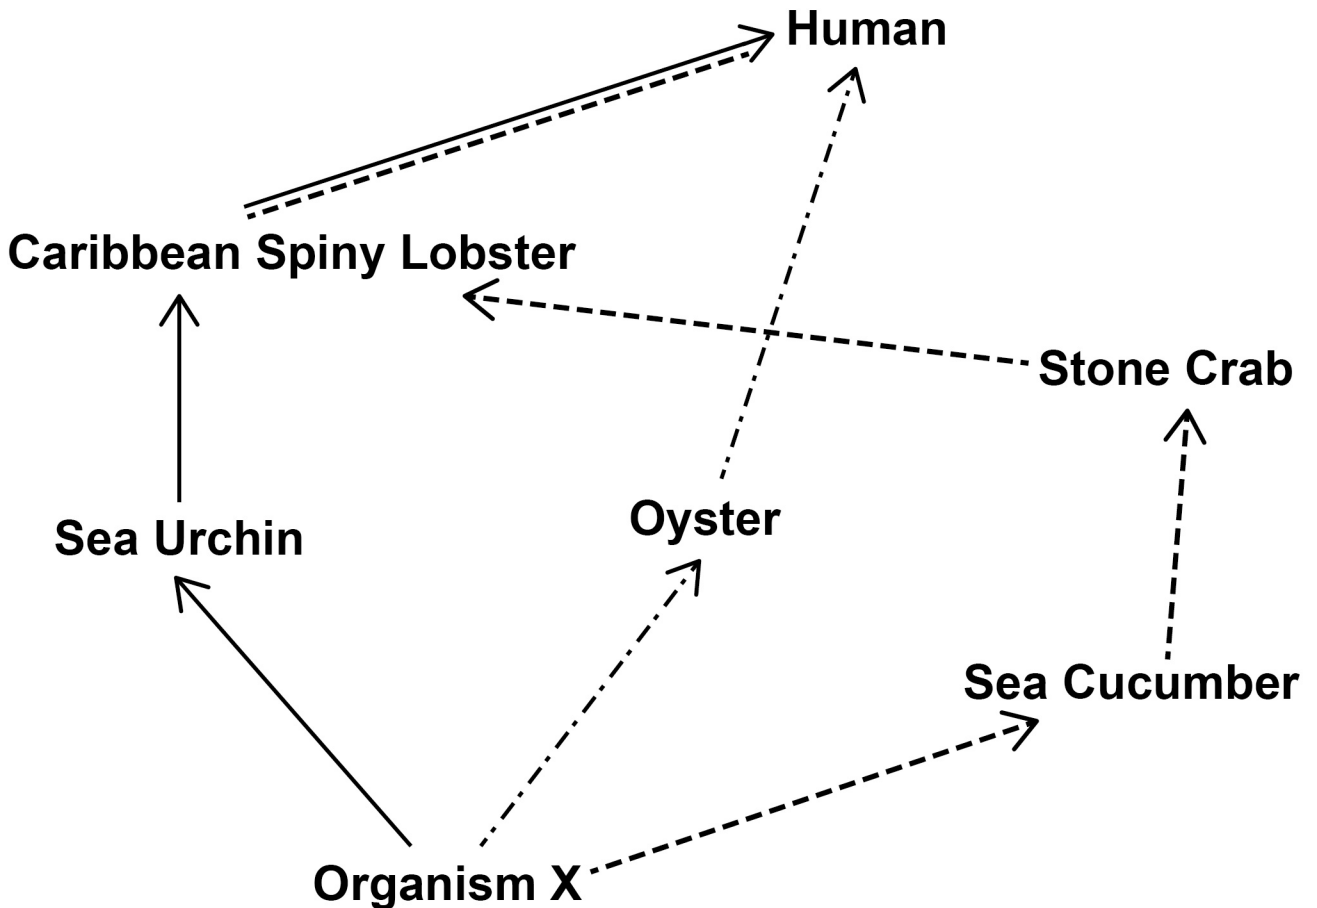 Human
Caribbean Spiny Lobster
Stone Crab
Oyster
Sea Urchin
Sea Cucumber
Organism X